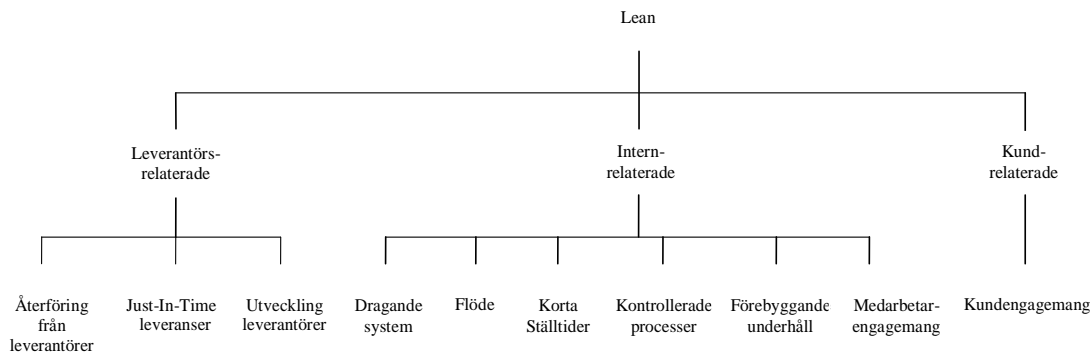 Lean
Leverantörs-
relaterade
Intern-
relaterade
Kund-
relaterade
Återföring
från
leverantörer
Just-In-Time
leveranser
Utveckling
leverantörer
Dragande
system
Flöde
Korta
Ställtider
Kontrollerade
processer
Förebyggande
underhåll
Medarbetar-
engagemang
Kundengagemang